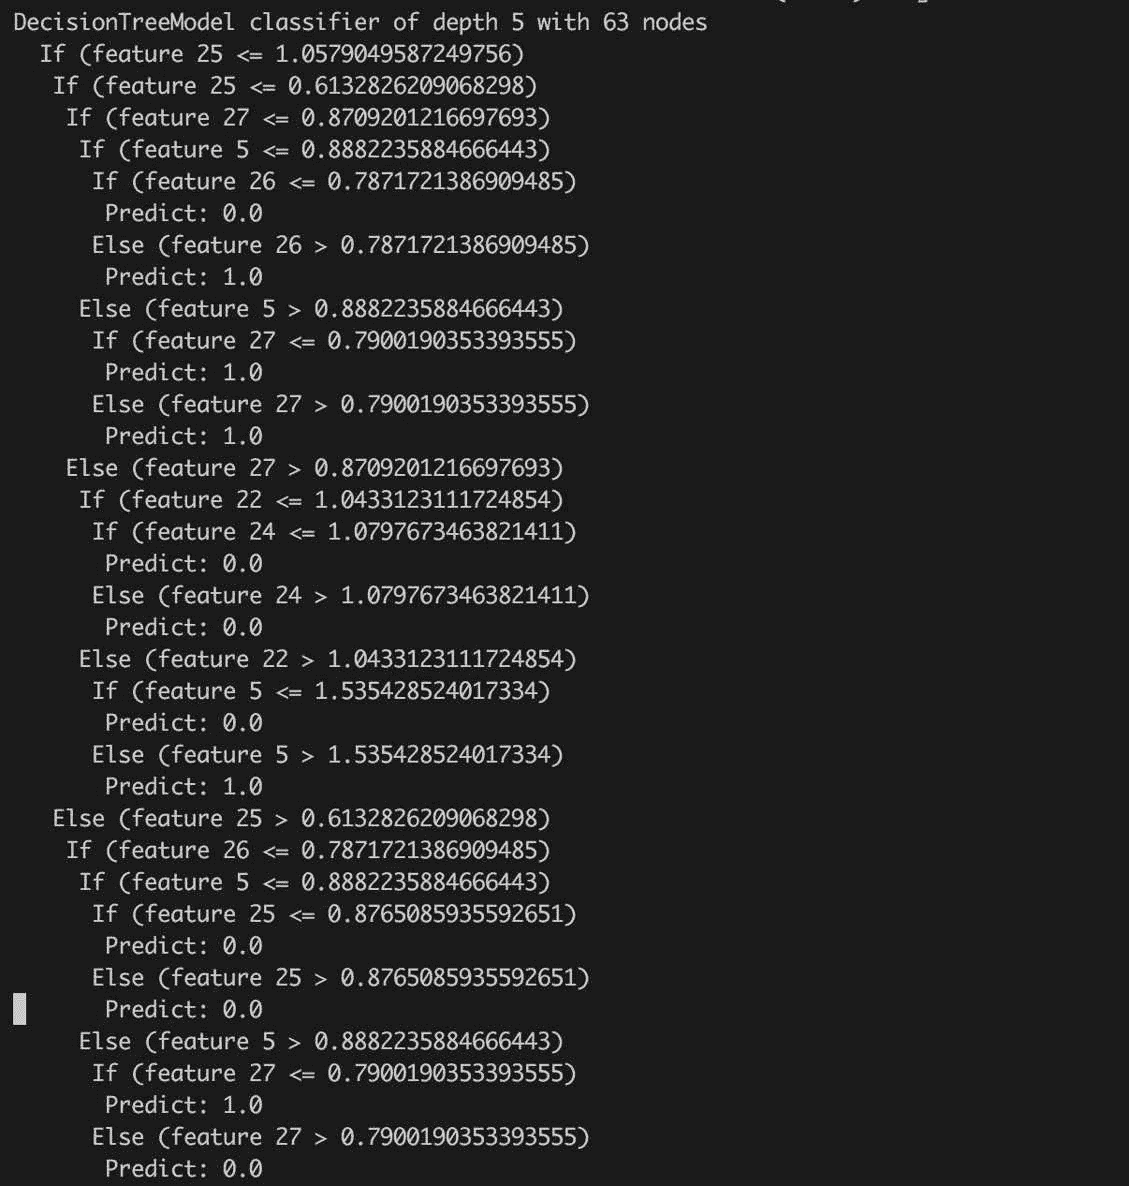 DecisionTreeModel classifier of depth 5 with 63 nodes
If (feature 25 <= 1.0579049587249756)
If (feature 25 <= 0.6132826209068298)
If (feature 27 <= 0.8709201216697693)
If (feature 5 <= 0.8882235884666443)
If (feature 26 <= 0.7871721386909485)
Predict: 0.0
Else (feature 26 > 0.7871721386909485)
Predict: 1.0
Else (feature 5 > 0.8882235884666443)
If (feature 27 <= 0.7900190353393555)
Predict: 1.0
Else (feature 27 > 0.7900190353393555)
Predict: 1.0
Else (feature 27 > 0.8709201216697693)
If (feature 22 <= 1.0433123111724854)
If (feature 24 <= 1.0797673463821411)
Predict: 0.0
Else (feature 24 > 1.0797673463821411)
Predict: 0.0
Else (feature 22 > 1.0433123111724854)
If (feature 5 <= 1.535428524017334)
Predict: 0.0
Else (feature 5 > 1.535428524017334)
Predict: 1.0
Else (feature 25 > 0.6132826209068298)
If (feature 26 <= 0.7871721386909485)
If (feature 5 <= 0.8882235884666443)
If (feature 25 <= 0.8765085935592651)
Predict: 0.0
Else (feature 25 > 0.8765085935592651)
Predict: 0.0
Else (feature 5 > 0.8882235884666443)
If (feature 27 <= 0.7900190353393555)
Predict: 1.0
Else (feature 27 > 0.7900190353393555)
Predict: 0.0